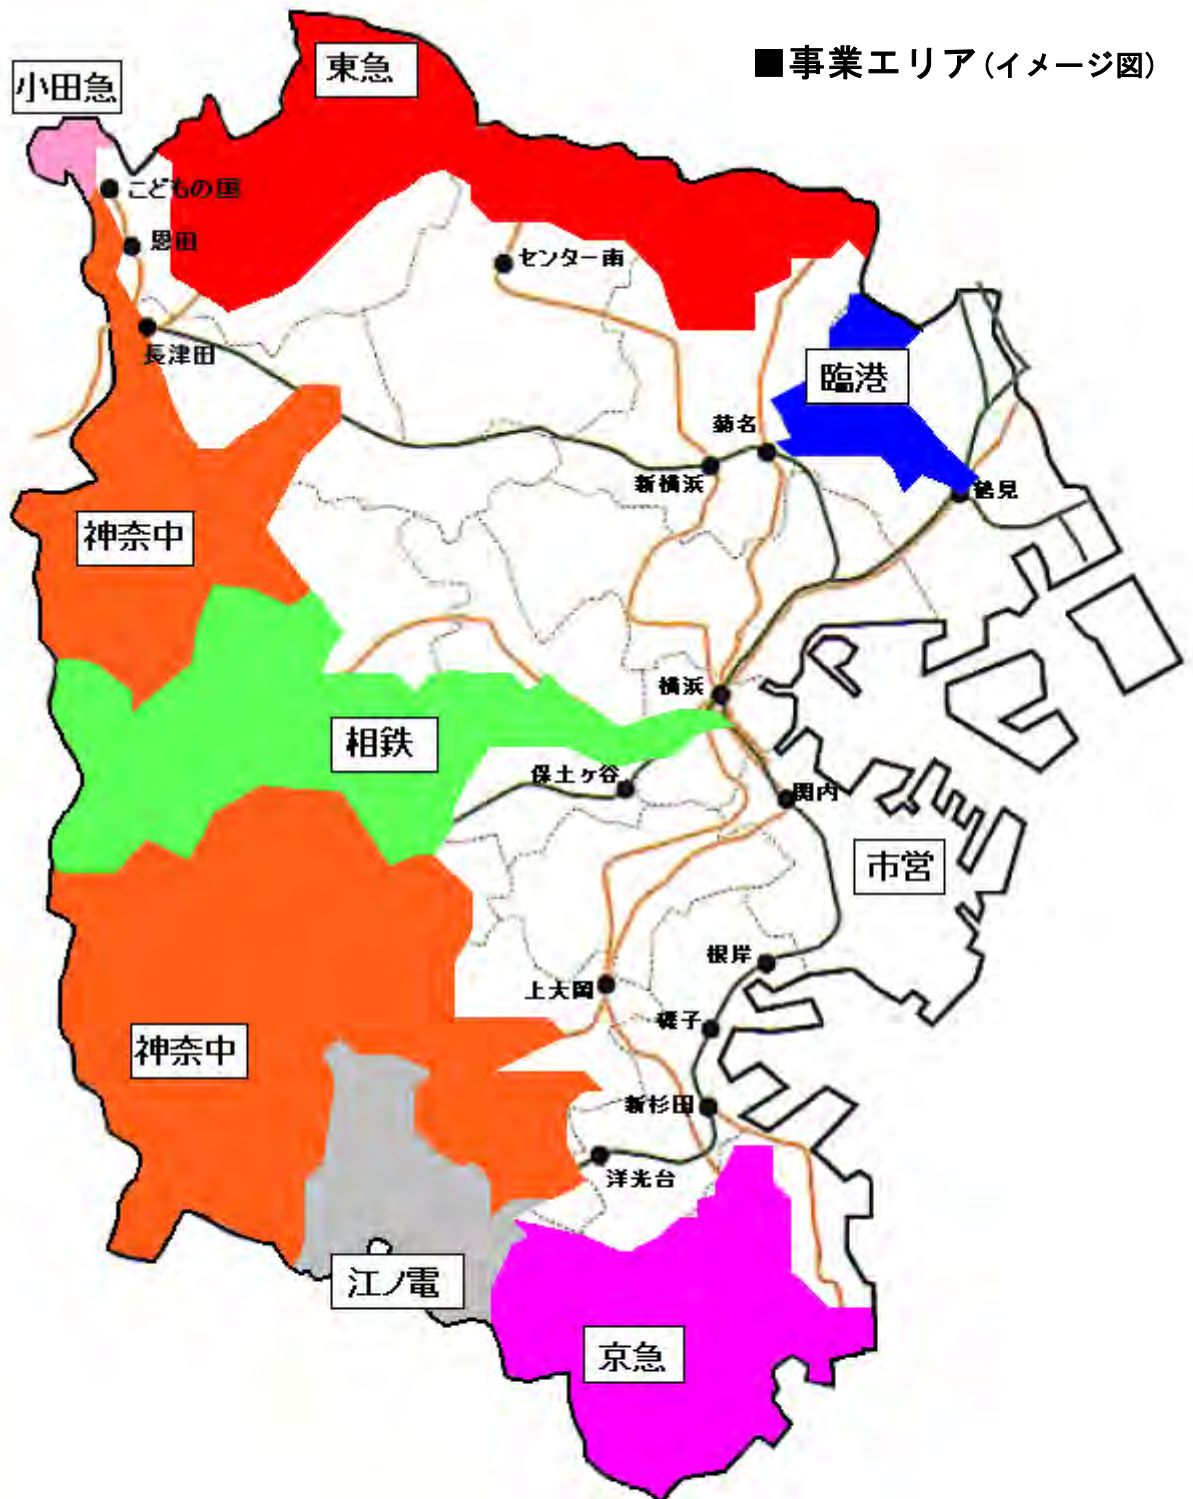 ■事業エリア(イメージ図)
東急
小田急
こどもの国
恩田
センター南
長津田
臨港
菊名
新横浜
鶴見
神奈中
横浜
相鉄
保土ヶ谷
関内
市営
根岸
上大岡
磯子
神奈中
新杉田
洋光台
江ノ電
京急